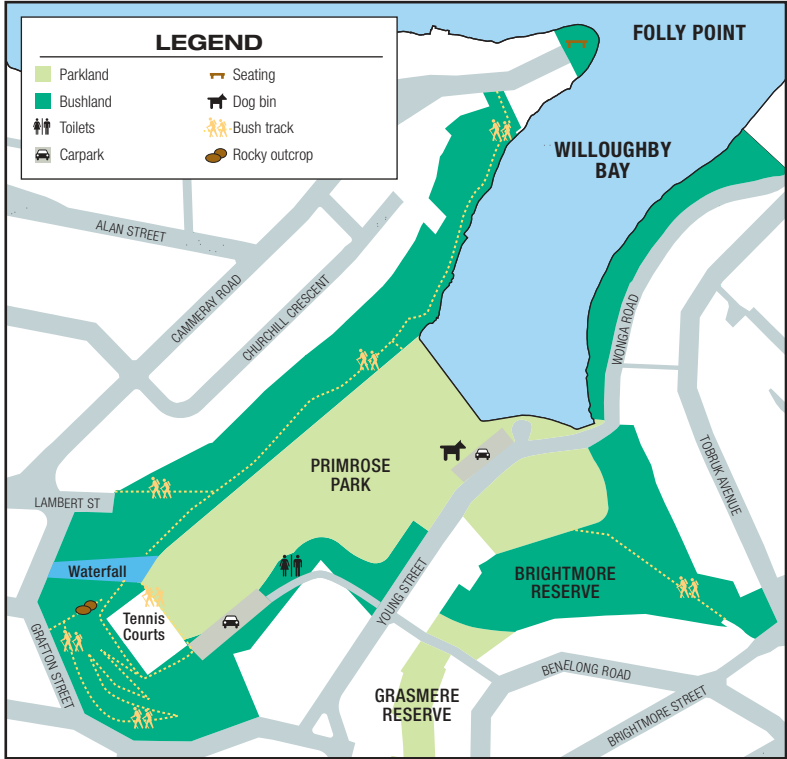 LEGEND
Parkland
Bushland
Toilets
Carpark
Seating
Dog bin
Bush track
Rocky outcrop
FOLLY POINT
WILLOUGHBY
BAY
ALAN STREET
CAMMERAY ROAD
CHURCHILL CRESCENT
WONGA ROAD
TOBRUK AVENUE
PRIMROSE
PARK
LAMBERT ST
Waterfall
Tennis
Courts
GRAFTON STREET
YOUNG STREET
BRIGHTMORE
RESERVE
GRASMERE
RESERVE
BENELONG ROAD
BRIGHTMORE STREET